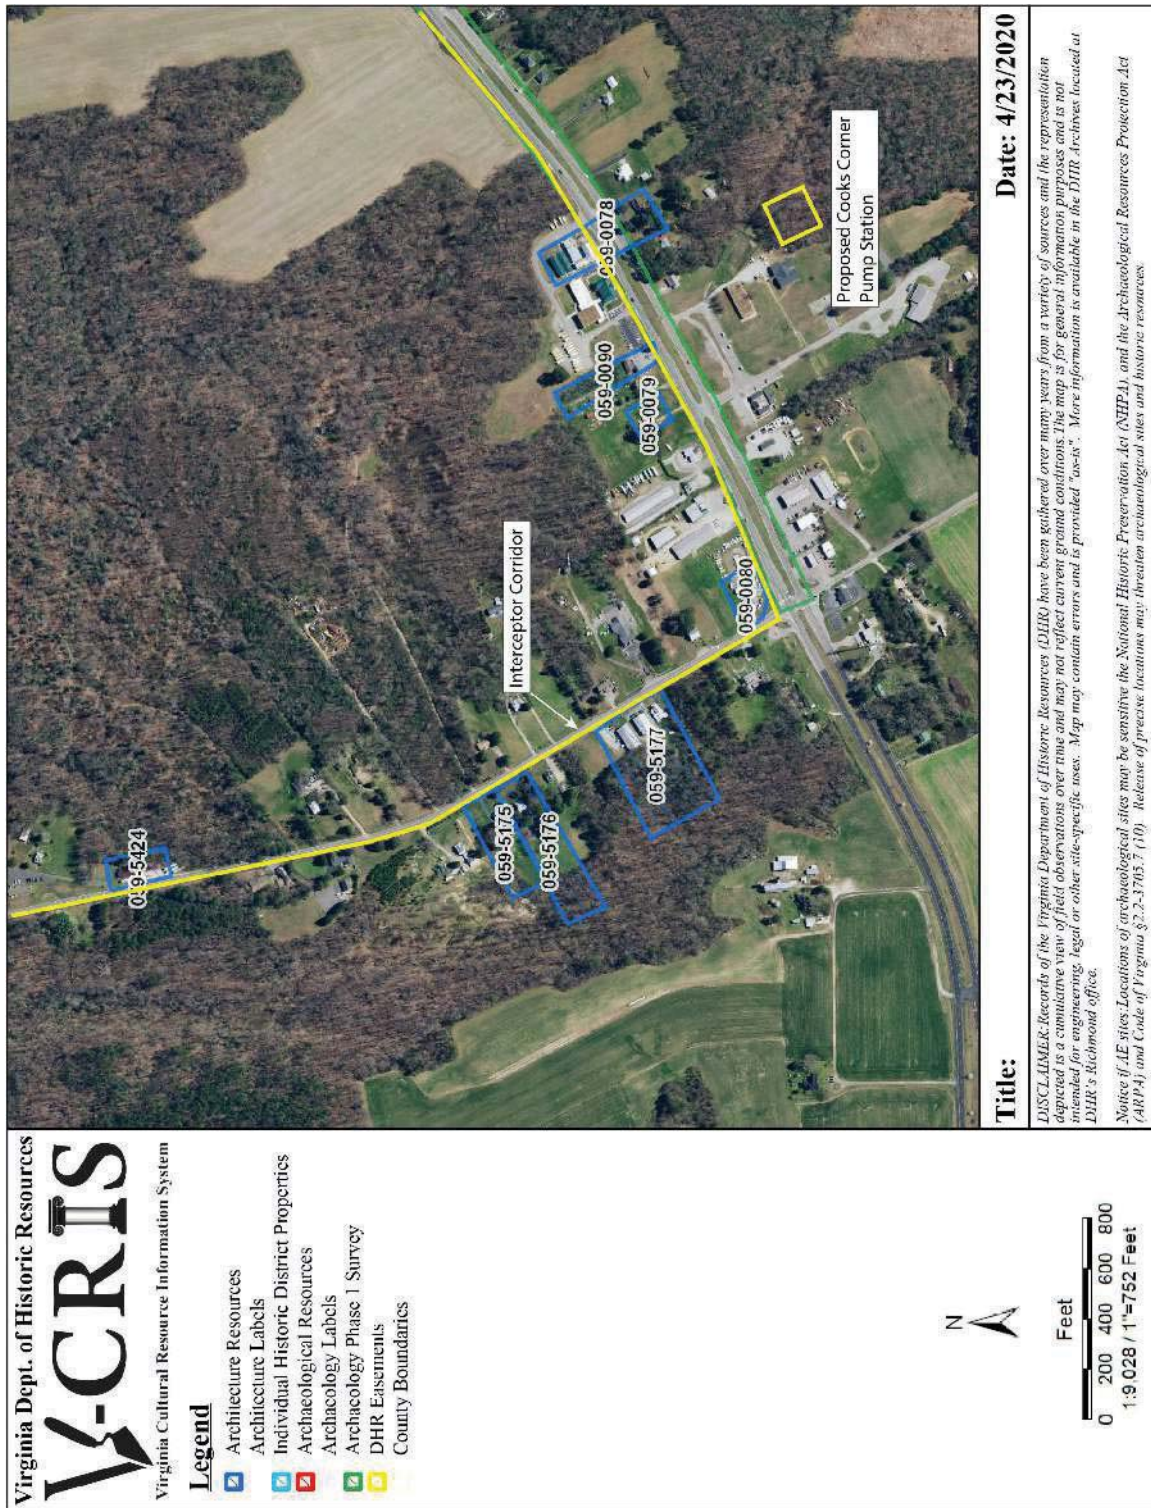 Virginia Dept. of Historic Resources
V-CRIS
Virginia Cultural Resource Information System
Legend
Architecture Resources
Architecture Labels
Individual Historic District Properties
Archaeological Resources
Archaeology Labels
Archaeology Phase 1 Survey
DHR Easements
County Boundaries
N
Feet
0 200 400 600 800
1:9,028 / 1"=752 Feet
059-5424
059-5175
059-5176
Interceptor Corridor
059-5177
059-0080
059-0090
059-0079
059-0078
Proposed Cooks Corner
Pump Station
Title:
Date: 4/23/2020
DISCLAIMER:Records of the Virginia Department of Historic Resources (DHR) have been gathered over many years from a variety of sources and the representation
depicted is a cumulative view of field observations over time and may not reflect current ground conditions.The map is for general information purposes and is not
intended for engineering, legal or other site-specific uses. Map may contain errors and is provided "as-is". More information is available in the DHR Archives located at
DHR's Richmond office.
Notice if AE sites:Locations of archaeological sites may be sensitive the National Historic Preservation Act (NHPA), and the Archaeological Resources Protection Act
(ARPA) and Code of Virginia §2.2-3705.7 (10). Release of precise locations may threaten archaeological sites and historic resources.